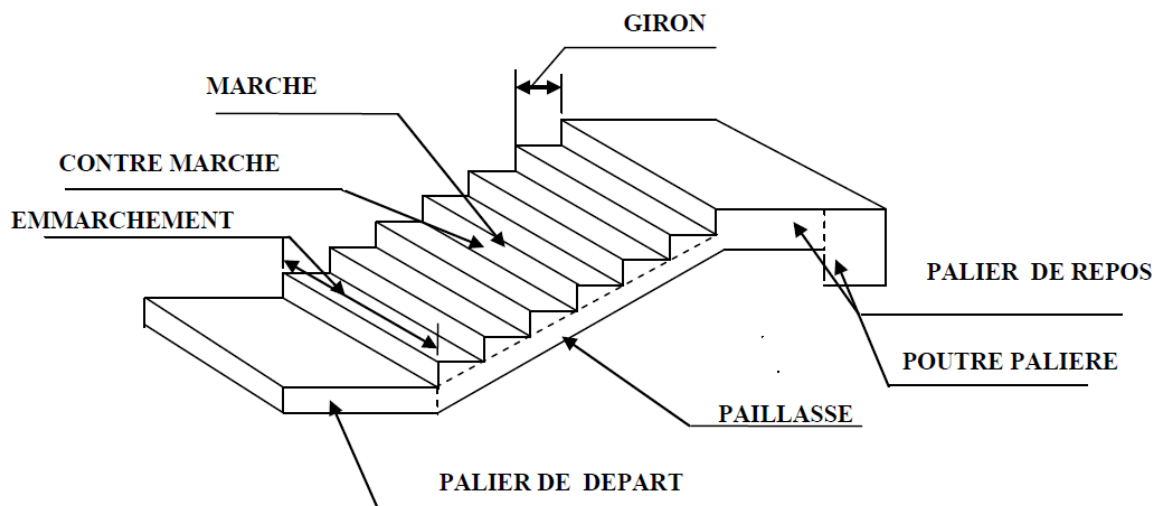 GIRON
MARCHE
CONTRE MARCHE
EMMARCHEMENT
PALIER DE REPOS
POUTRE PALIERE
PAILLASSE
PALIER DE DEPART